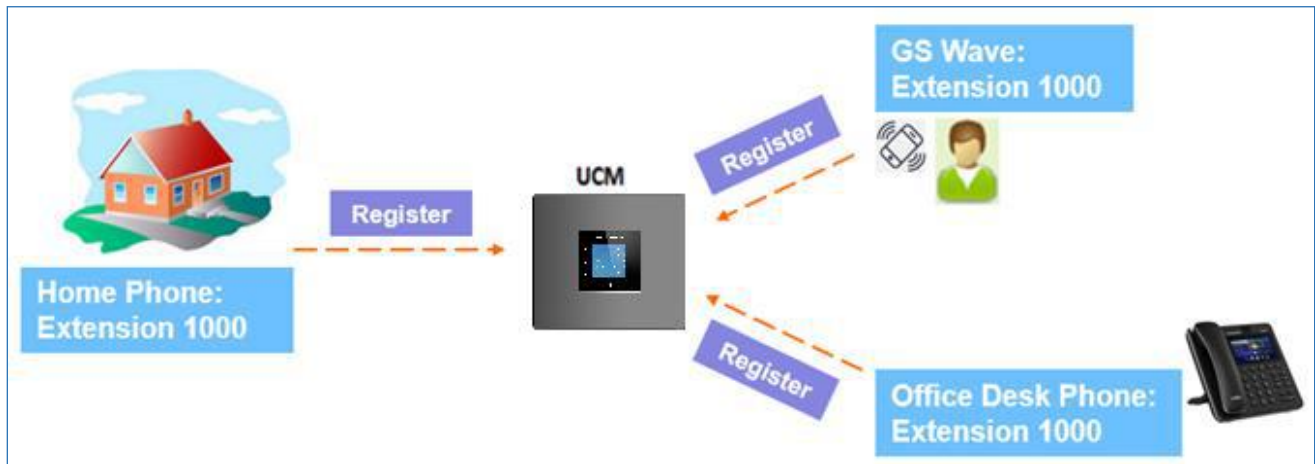 GS Wave:
Extension 1000
Register
UCM
Register
Home Phone:
Extension 1000
Register
Office Desk Phone:
Extension 1000